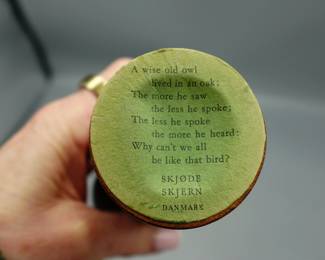 A wise old owl
lived in an oak;
The more he saw
the less he spoke;
The less he spoke
the more he heard:
Why can't we all
be like that bird?
SKJØDE
SKJERN
DANMARK